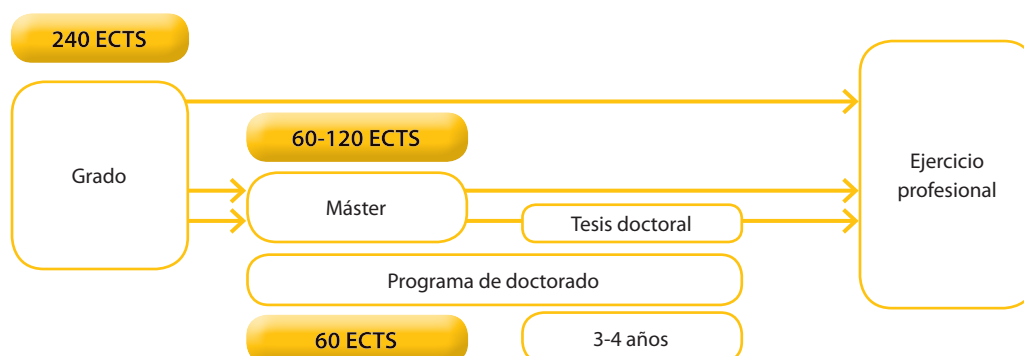 240 ECTS
60-120 ECTS
Grado
Máster
Tesis doctoral
Ejercicio
profesional
Programa de doctorado
60 ECTS
3-4 años